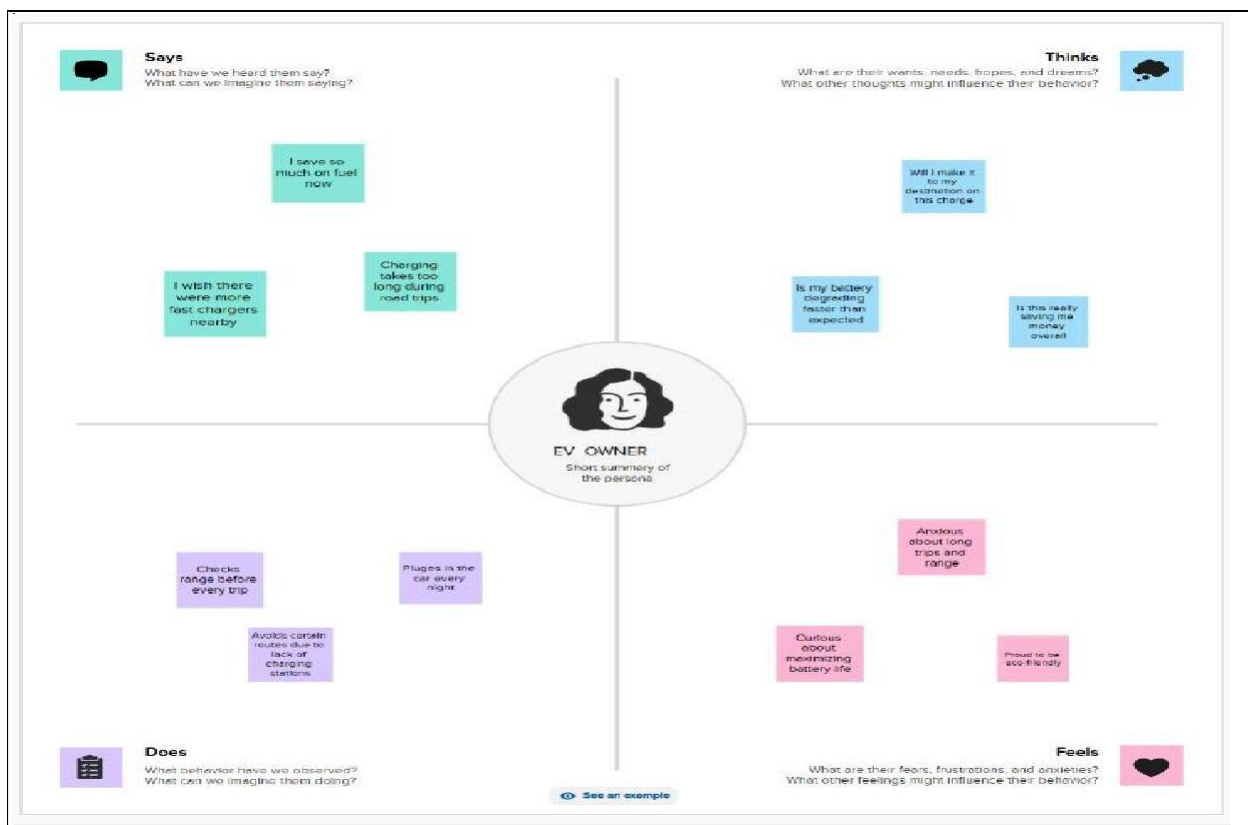 Says
What have we heard them say?
What can we imagine them saying?
Thinks
What are their wants, needs, hopes, and dreams?
What other thoughts might influence their behavior?
I save so
much on fuel
now
I wish there
were more
fast chargers
nearby
Charging
takes too
long during
road trips
Will I make it
to my
destination on
this charge
Is my battery
degrading
faster than
expected
Is this really
saving me
money
overall
EV OWNER
Short summary of
the persona
Checks
range before
every trip
Pluges in the
car every
night
Avoids certain
routes due to
lack of
charging
stations
Anxious
about long
trips and
range
Curious
about
maximizing
battery life
Proud to be
eco-friendly
Does
What behavior have we observed?
What can we imagine them doing?
Feels
What are their fears, frustrations, and anxieties?
What other feelings might influence their behavior?
See an example